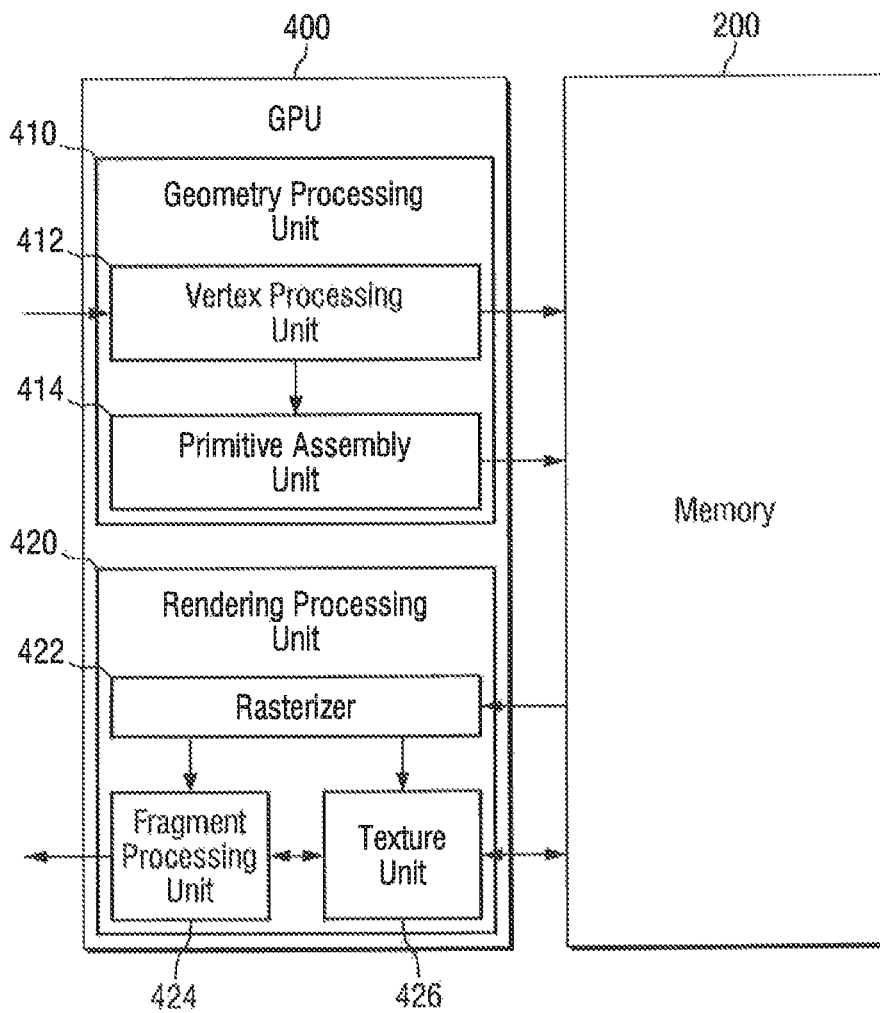 400
200
GPU
410
Geometry Processing
Unit
412
Vertex Processing
Unit
414
Primitive Assembly
Unit
Memory
420
Rendering Processing
Unit
422
Rasterizer
Fragment
Processing
Unit
Texture
Unit
424
426